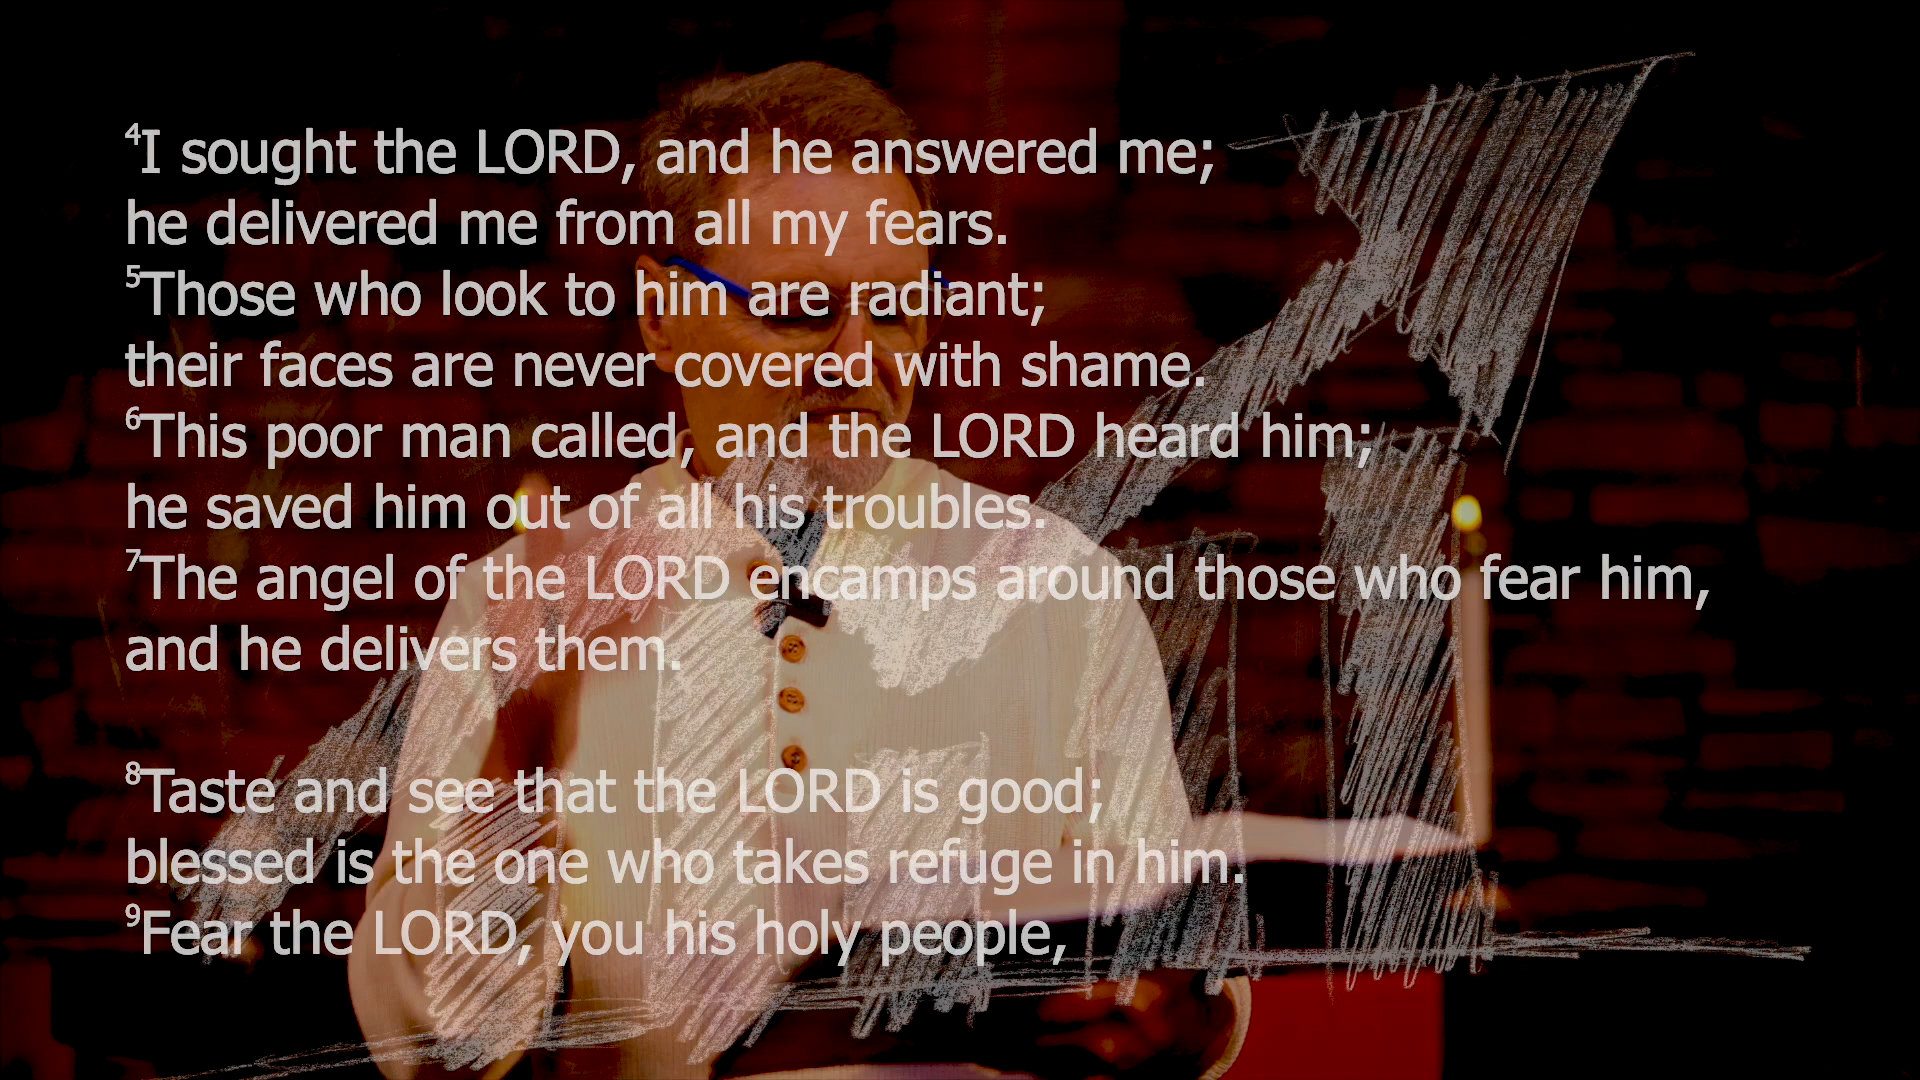 ⁴I sought the LORD, and he answered me;
he delivered me from all my fears.
⁵Those who look to him are radiant;
their faces are never covered with shame.
⁶This poor man called, and the LORD heard him;
he saved him out of all his troubles.
⁷The angel of the LORD encamps around those who fear him,
and he delivers them.
⁸Taste and see that the LORD is good;
blessed is the one who takes refuge in him.
⁹Fear the LORD, you his holy people,